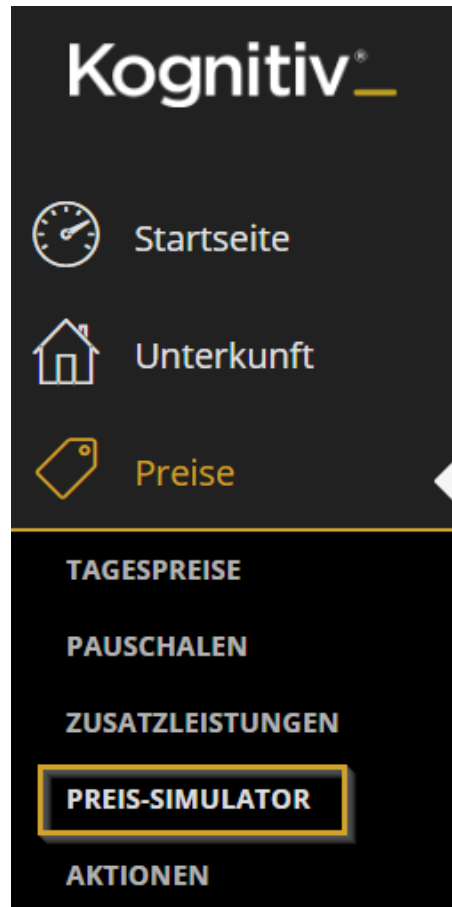 Kognitiv®_
Startseite
Unterkunft
Preise
TAGESPREISE
PAUSCHALEN
ZUSATZLEISTUNGEN
PREIS-SIMULATOR
AKTIONEN